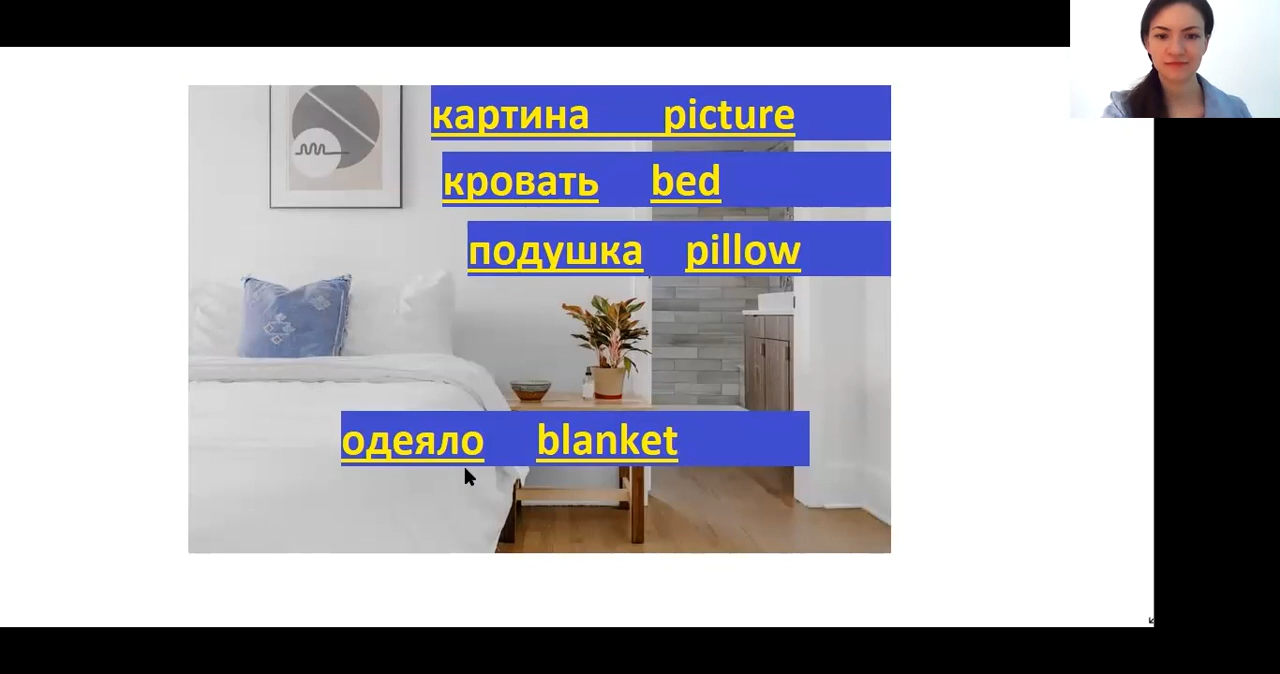 картина picture
кровать bed
подушка pillow
одеяло blanket